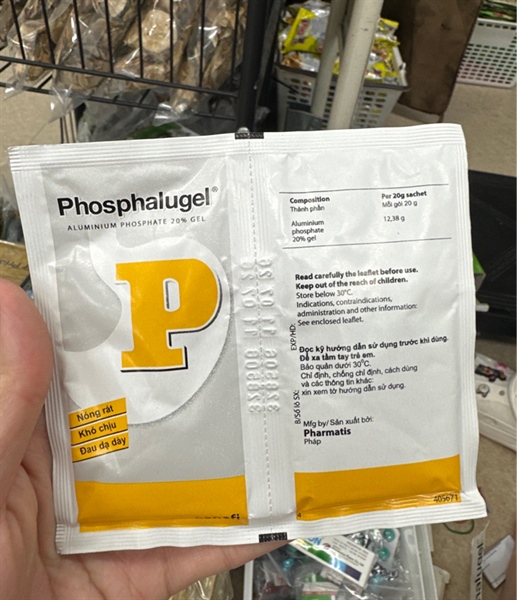 Phosphalugel®
ALUMINIUM PHOSPHATE 20% GEL
P
Nóng rát
Khó chịu
Đau dạ dày
Composition Per 20g sachet
Thành phần Mỗi gói 20 g
Aluminium 12,38 g
phosphate
20% gel
Read carefully the leaflet before use.
Keep out of the reach of children.
Store below 30°C.
Indications, contraindications,
administration and other information:
See enclosed leaflet.
Đọc kỹ hướng dẫn sử dụng trước khi dùng.
Để xa tầm tay trẻ em.
Bảo quản dưới 30°C.
Chỉ định, chống chỉ định, cách dùng
và các thông tin khác:
xin xem tờ hướng dẫn sử dụng.
Mfg by/ Sản xuất bởi:
Pharmatis
Pháp
405671
EXP/HD: